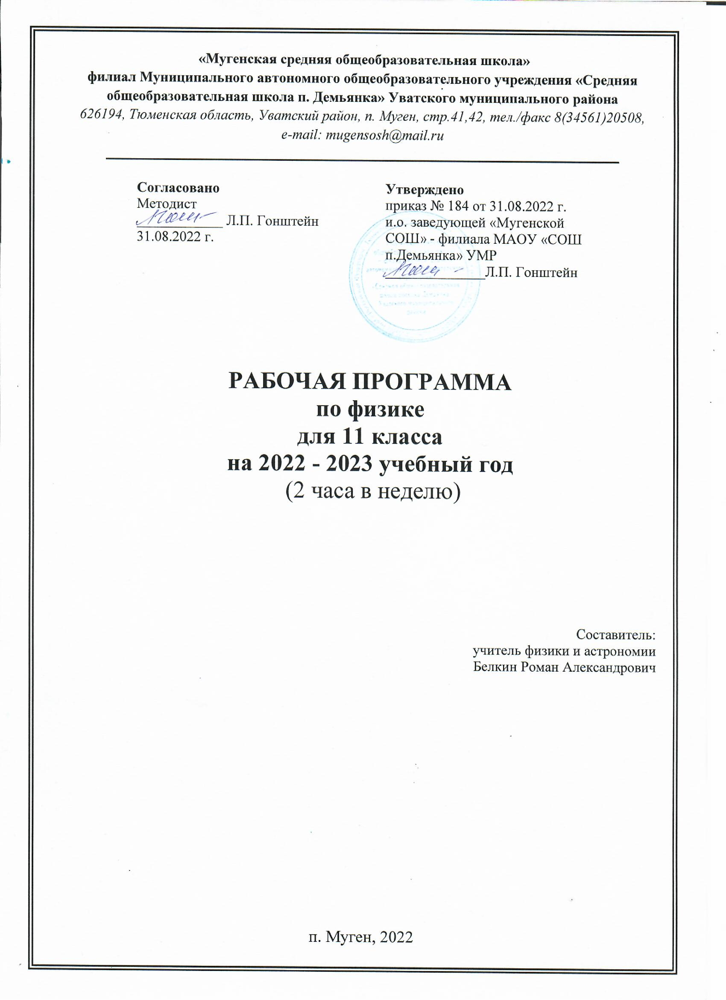 «Мугенская средняя общеобразовательная школа»
филиал Муниципального автономного общеобразовательного учреждения «Средняя
общеобразовательная школа п. Демьянка» Уватского муниципального района
626194, Тюменская область, Уватский район, п. Муген, стр.41,42, тел./факс 8(34561)20508,
e-mail: mugensosh@mail.ru
Согласовано
Методист
Л.П. Гонштейн
31.08.2022 г.
Утверждено
приказ № 184 от 31.08.2022 г.
и.о. заведующей «Мугенской
СОШ» - филиала МАОУ «СОШ
п.Демьянка» УМР
Л.П. Гонштейн
РАБОЧАЯ ПРОГРАММА
по физике
для 11 класса
на 2022 - 2023 учебный год
(2 часа в неделю)
Составитель:
учитель физики и астрономии
Белкин Роман Александрович
п. Муген, 2022